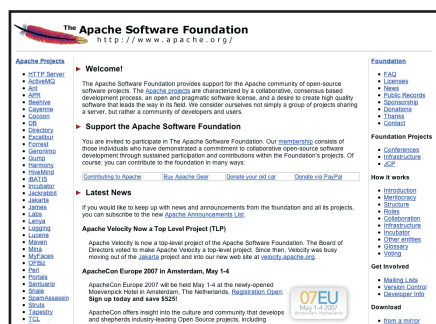 The Apache Software Foundation
http://www.apache.org/
Apache Projects
HTTP Server
ActiveMQ
Ant
APR
Beehive
Cayenne
Cocoon
DB
Directory
Excalibur
Forrest
Geronimo
Gump
Harmony
HiveMind
iBATIS
Incubator
Jackrabbit
Jakarta
James
Labs
Lenya
Logging
Lucene
Maven
Mina
MyFaces
OFBiz
Perl
Portals
Santuario
Shale
SpamAssassin
Struts
Tapestry
TCL
Welcome!
The Apache Software Foundation provides support for the Apache community of open-source
software projects. The Apache projects are characterized by a collaborative, consensus based
development process, an open and pragmatic software license, and a desire to create high quality
software that leads the way in its field. We consider ourselves not simply a group of projects sharing
a server, but rather a community of developers and users.
Support the Apache Software Foundation
You are invited to participate in The Apache Software Foundation. Our membership consists of
those individuals who have demonstrated a commitment to collaborative open-source software
development through sustained participation and contributions within the Foundation's projects. Of
course, you can contribute to the foundation in many ways:
Contributing to Apache Buy Apache Gear Donate your old car Donate via PayPal
Latest News
If you would like to keep up with news and announcements from the foundation and all its projects,
you can subscribe to the new Apache Announcements List.
Apache Velocity Now a Top Level Project (TLP)
Apache Velocity is now a top-level project of the Apache Software Foundation. The Board of
Directors voted to make Apache Velocity a top-level project. Since then, Velocity was busy
moving out of the Jakarta project and into our new web site at velocity.apache.org.
ApacheCon Europe 2007 in Amsterdam, May 1-4
ApacheCon Europe 2007 will be held May 1-4 at the newly-opened
Moevenpick Hotel in Amsterdam, The Netherlands. Registration Open:
Sign up today and save $525!
ApacheCon offers insight into the culture and community that develops
and shepherds industry-leading Open Source projects, including
07EU
May 1-4 2007
Foundation
FAQ
Licenses
News
Public Records
Sponsorship
Donations
Thanks
Contact
Foundation Projects
Conferences
Infrastructure
JCP
How it works
Introduction
Meritocracy
Structure
Roles
Collaboration
Infrastructure
Incubator
Other entities
Glossary
Voting
Get Involved
Mailing Lists
Version Control
Developer Info
Download
from a mirror